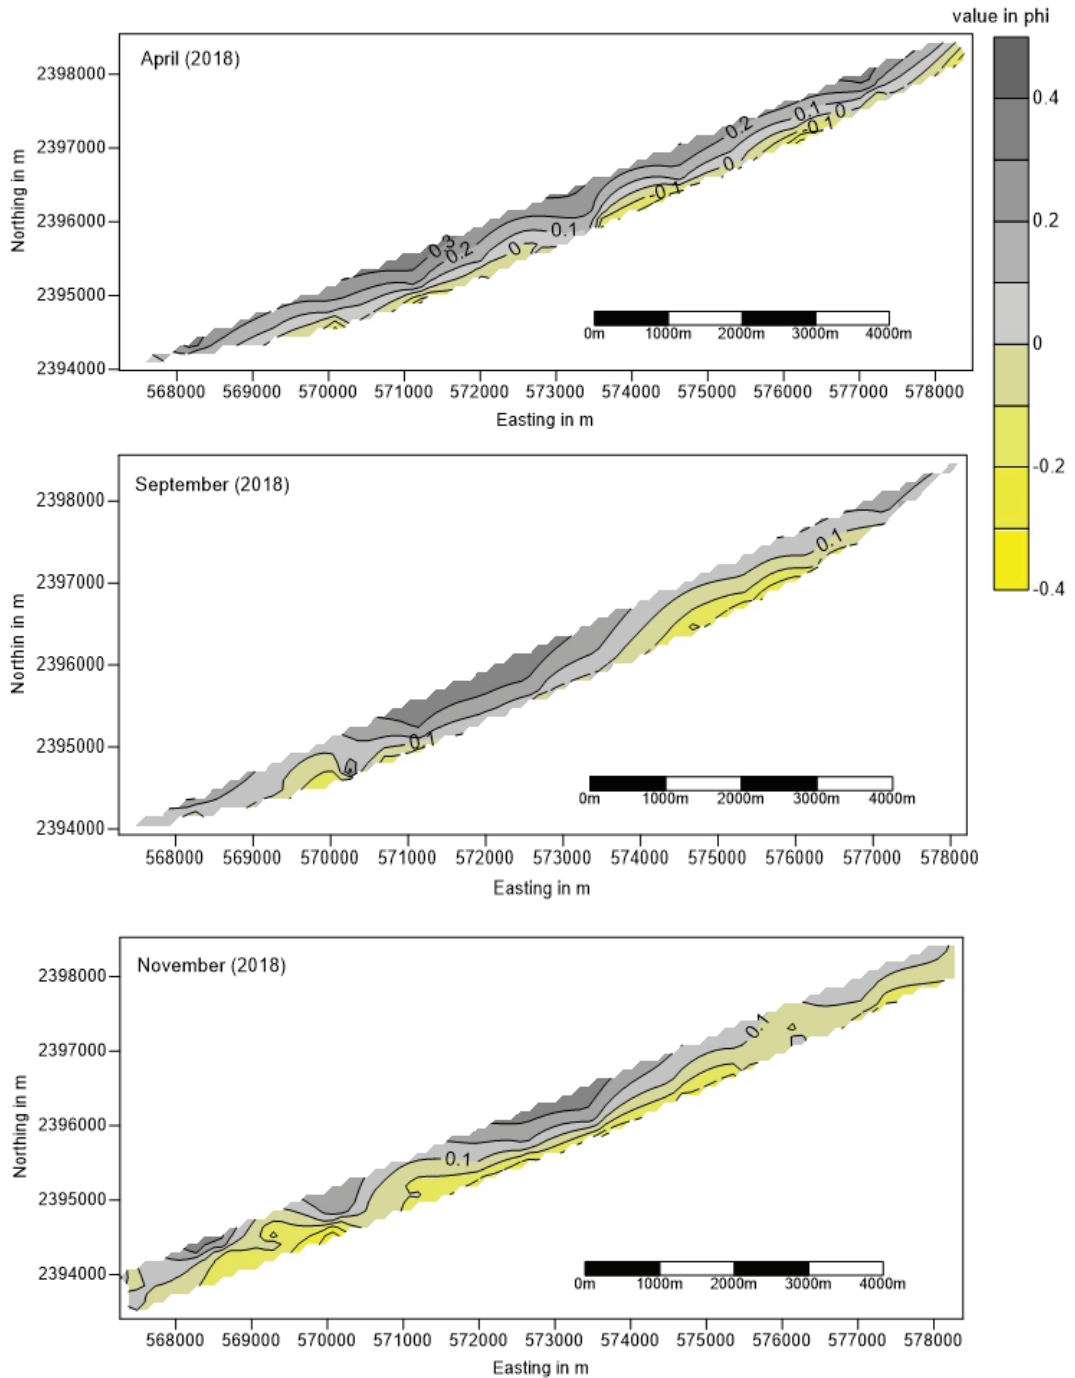 value in phi
April (2018)
0.4
0.2
0
-0.2
-0.4
Northing in m
2398000
2397000
2396000
2395000
2394000
0.3
0.2
0
0.1
-0.1
0
0.2
0.1
0
-0.1
0m 1000m 2000m 3000m 4000m
568000 569000 570000 571000 572000 573000 574000 575000 576000 577000 578000
Easting in m
September (2018)
Northin in m
2398000
2397000
2396000
2395000
2394000
0.1
0.1
0m 1000m 2000m 3000m 4000m
568000 569000 570000 571000 572000 573000 574000 575000 576000 577000 578000
Easting in m
November (2018)
Northing in m
2398000
2397000
2396000
2395000
2394000
0.1
0.1
0m 1000m 2000m 3000m 4000m
568000 569000 570000 571000 572000 573000 574000 575000 576000 577000 578000
Easting in m